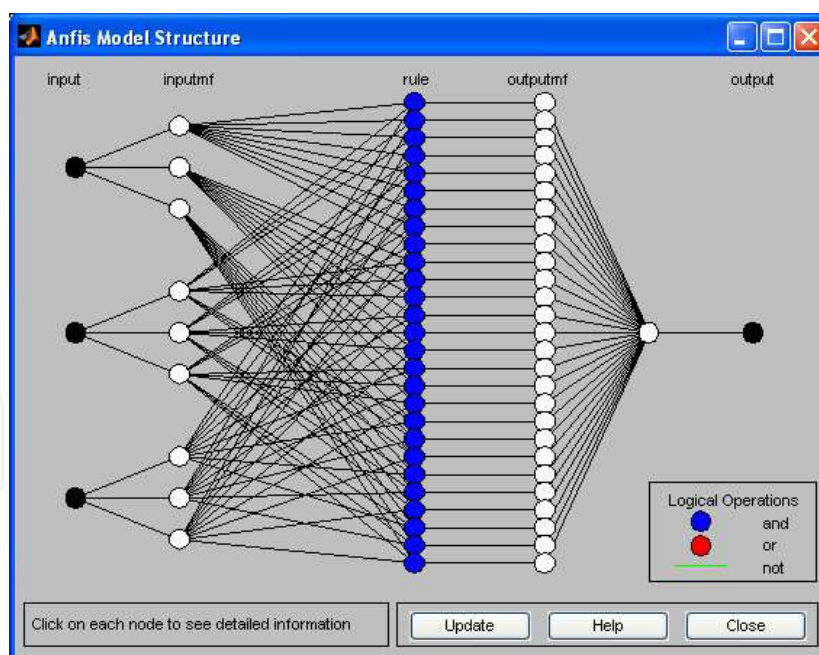 Anfis Model Structure
input inputmf rule outputmf output
Logical Operations
and
or
not
Click on each node to see detailed information
Update Help Close